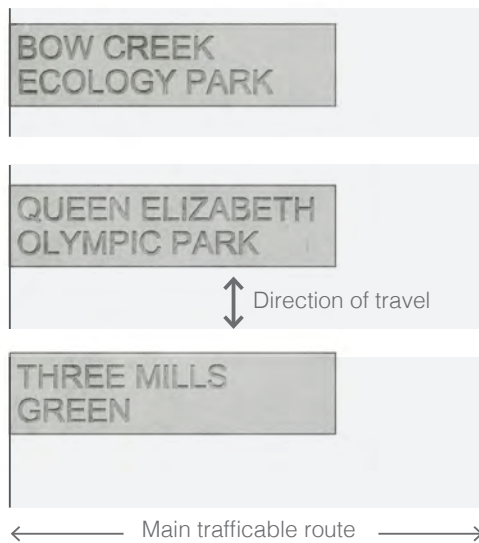 BOW CREEK
ECOLOGY PARK
QUEEN ELIZABETH
OLYMPIC PARK
Direction of travel
THREE MILLS
GREEN
Main trafficable route